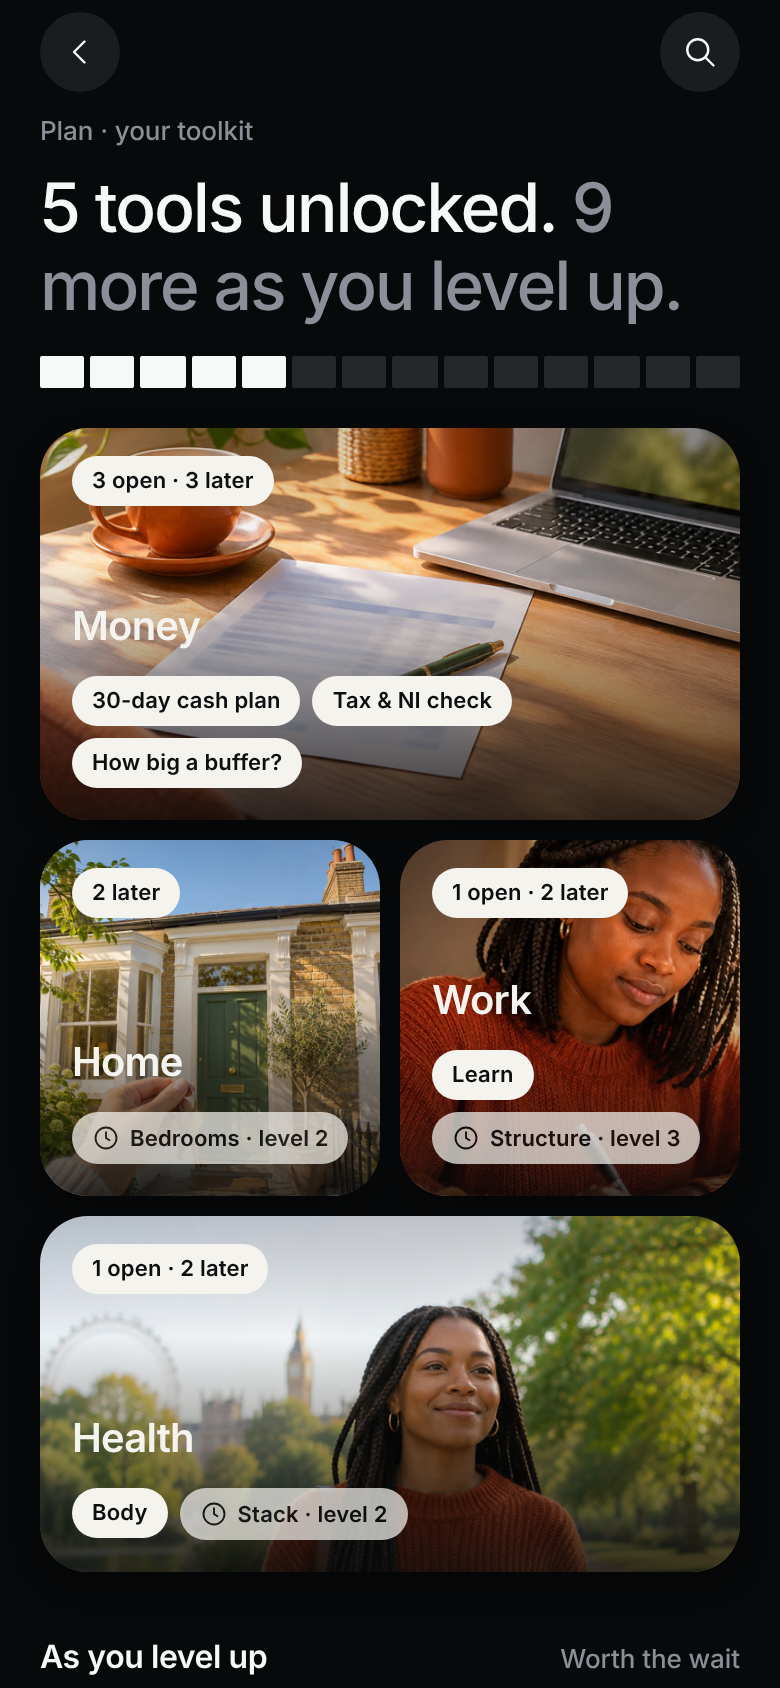 Plan · your toolkit
5 tools unlocked. 9
more as you level up.
3 open · 3 later
Money
30-day cash plan
Tax & NI check
How big a buffer?
2 later
Home
Bedrooms · level 2
1 open · 2 later
Work
Learn
Structure · level 3
1 open · 2 later
Health
Body
Stack · level 2
As you level up
Worth the wait